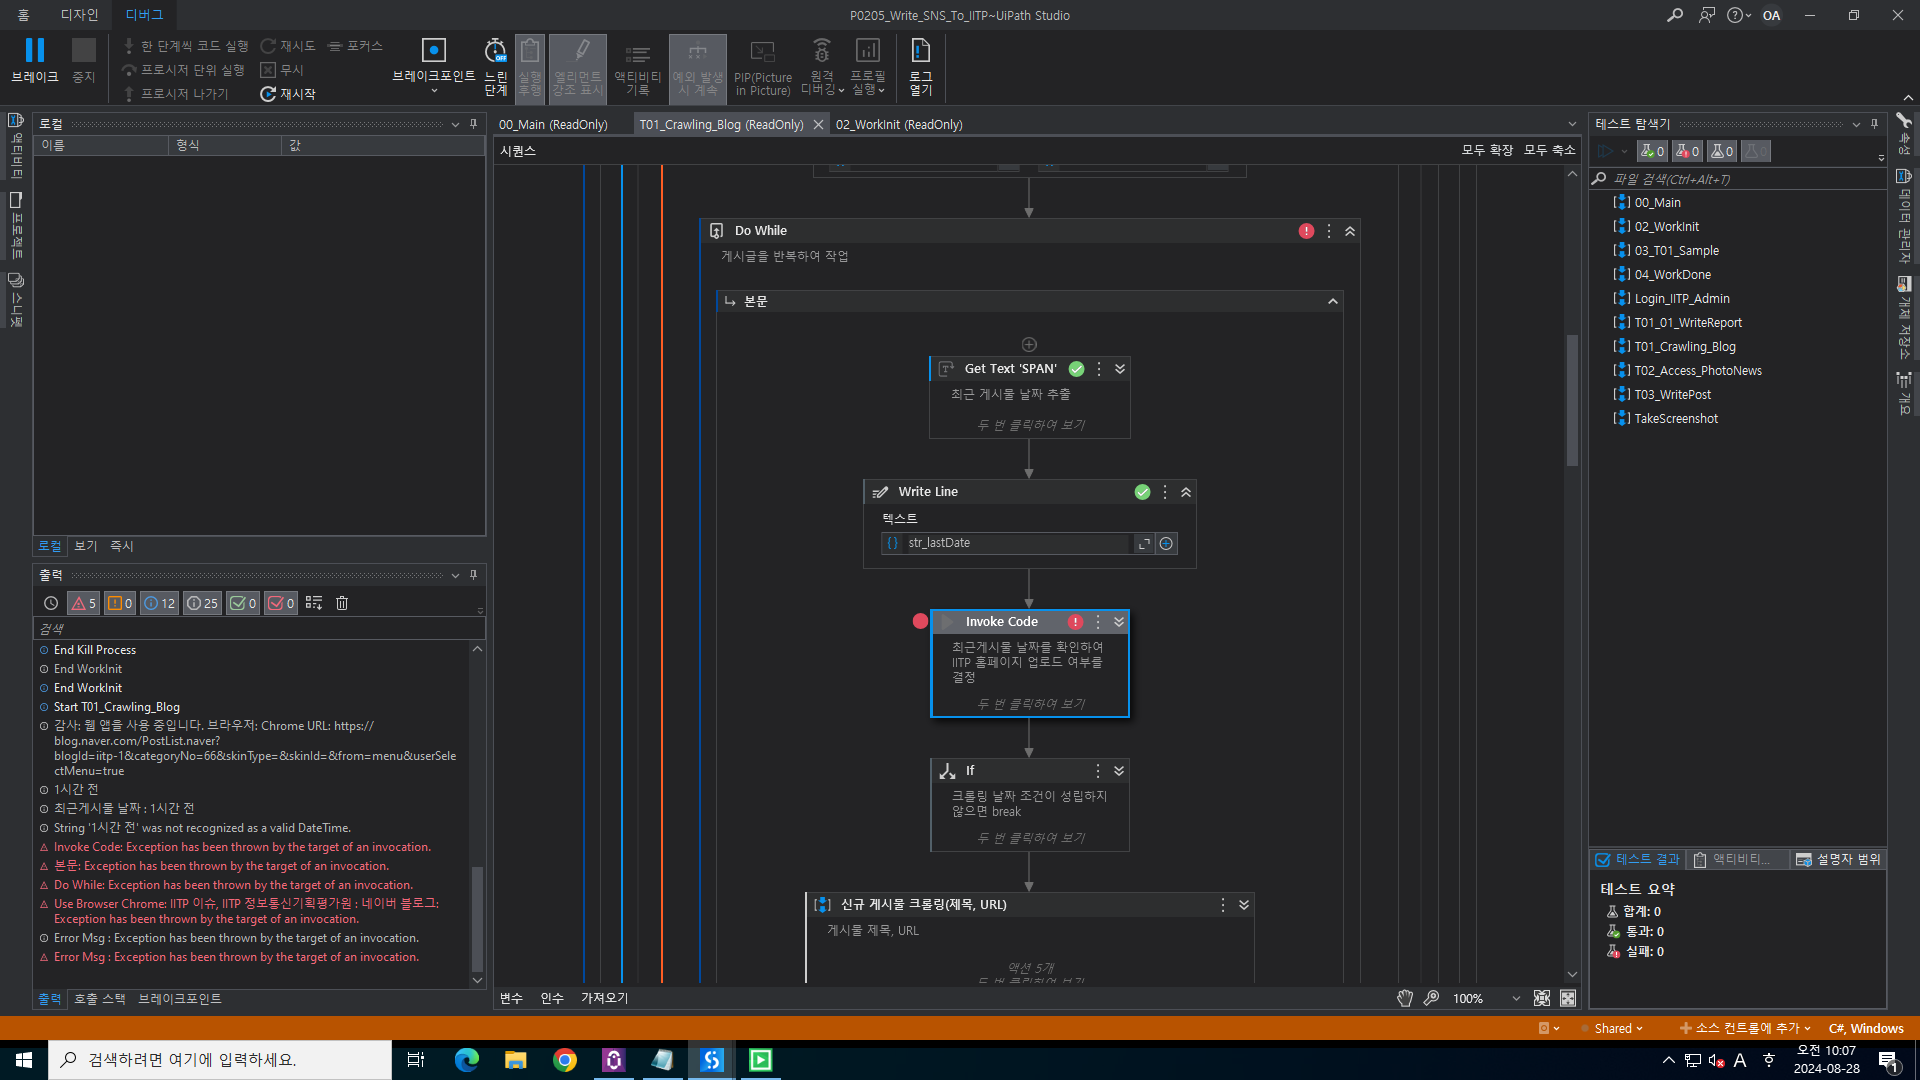 홈 디자인 디버그
P0205_Write_SNS_To_IITP~UiPath Studio
OA
브레이크
중지
한 단계씩 코드 실행
프로시저 단위 실행
프로시저 나가기
재시도
무시
재시작
포커스
브레이크포인트
느린
단계
실행
후행
엘리먼트
강조 표시
액티비티
기록
예외 발생
시 계속
PIP(Picture
in Picture)
원격
디버깅
프로필
실행
로그
열기
액티비티
프로젝트
스니펫
로컬
이름 형식 값
로컬 보기 즉시
출력
5 0 12 25 0 0
검색
End Kill Process
End WorkInit
End WorkInit
Start T01_Crawling_Blog
감사: 웹 앱을 사용 중입니다. 브라우저: Chrome URL: https://
blog.naver.com/PostList.naver?
blogId=iitp-1&categoryNo=66&skinType=&skinId=&from=menu&userSele
ctMenu=true
1시간 전
최근게시물 날짜 : 1시간 전
String '1시간 전' was not recognized as a valid DateTime.
Invoke Code: Exception has been thrown by the target of an invocation.
본문: Exception has been thrown by the target of an invocation.
Do While: Exception has been thrown by the target of an invocation.
Use Browser Chrome: IITP 이슈, IITP 정보통신기획평가원 : 네이버 블로그:
Exception has been thrown by the target of an invocation.
Error Msg : Exception has been thrown by the target of an invocation.
Error Msg : Exception has been thrown by the target of an invocation.
출력 호출 스택 브레이크포인트
00_Main (ReadOnly) T01_Crawling_Blog (ReadOnly) 02_WorkInit (ReadOnly)
시퀀스
모두 확장 모두 축소
Do While
게시글을 반복하여 작업
본문
Get Text 'SPAN'
최근 게시물 날짜 추출
두 번 클릭하여 보기
Write Line
텍스트
str_lastDate
Invoke Code
최근게시물 날짜를 확인하여
IITP 홈페이지 업로드 여부를
결정
두 번 클릭하여 보기
If
크롤링 날짜 조건이 성립하지
않으면 break
두 번 클릭하여 보기
신규 게시물 크롤링(제목, URL)
게시물 제목, URL
액션 5개
두 번 클릭하여 보기
변수 인수 가져오기
100%
테스트 탐색기
0 0 0 0
파일 검색(Ctrl+Alt+T)
00_Main
02_WorkInit
03_T01_Sample
04_WorkDone
Login_IITP_Admin
T01_01_WriteReport
T01_Crawling_Blog
T02_Access_PhotoNews
T03_WritePost
TakeScreenshot
테스트 결과 액티비티... 설명자 범위
테스트 요약
합계: 0
통과: 0
실패: 0
속성
데이터 관리자
개체 저장소
개요
Shared
소스 컨트롤에 추가
C#, Windows
검색하려면 여기에 입력하세요.
A 한
오전 10:07
2024-08-28
1